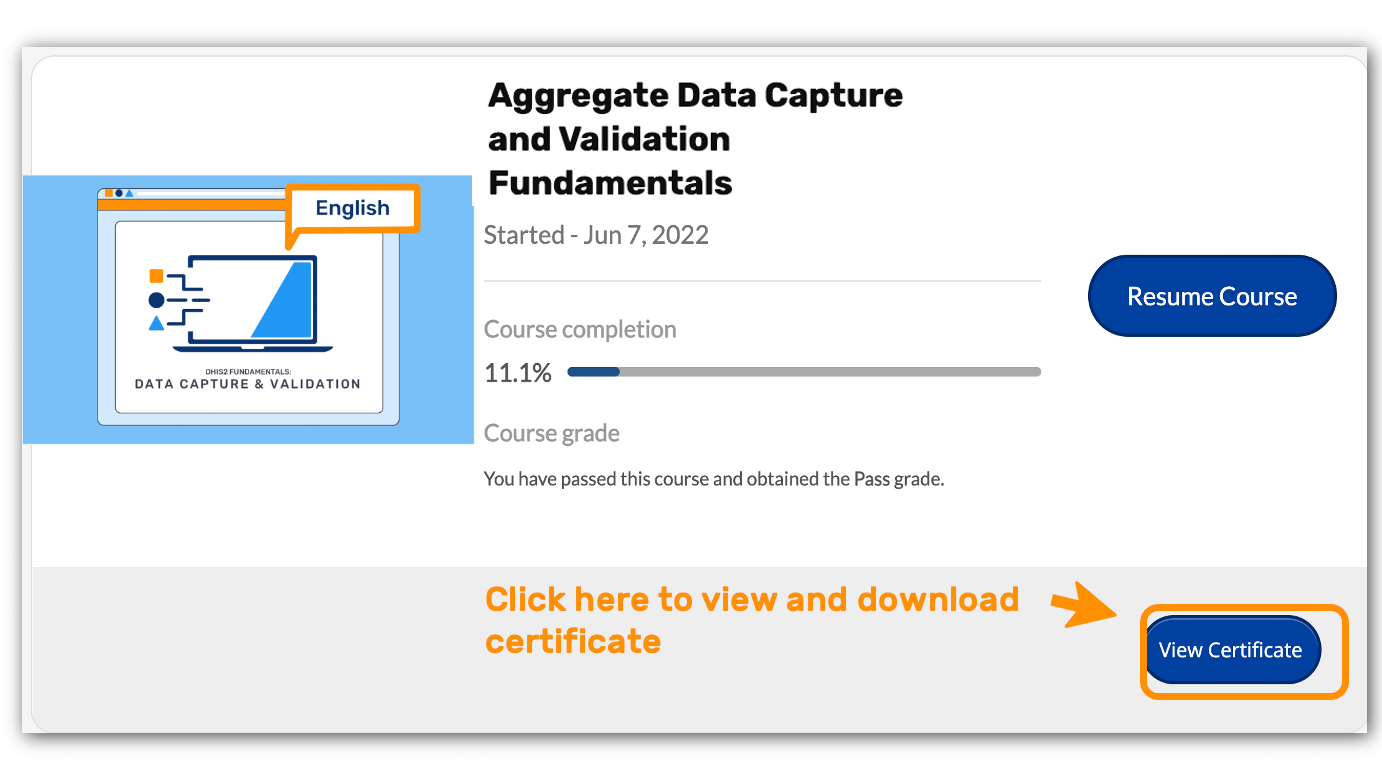 Aggregate Data Capture
and Validation
Fundamentals
English
Started - Jun 7, 2022
Resume Course
Course completion
11.1%
DHIS2 FUNDAMENTALS:
DATA CAPTURE & VALIDATION
Course grade
You have passed this course and obtained the Pass grade.
Click here to view and download
certificate
View Certificate